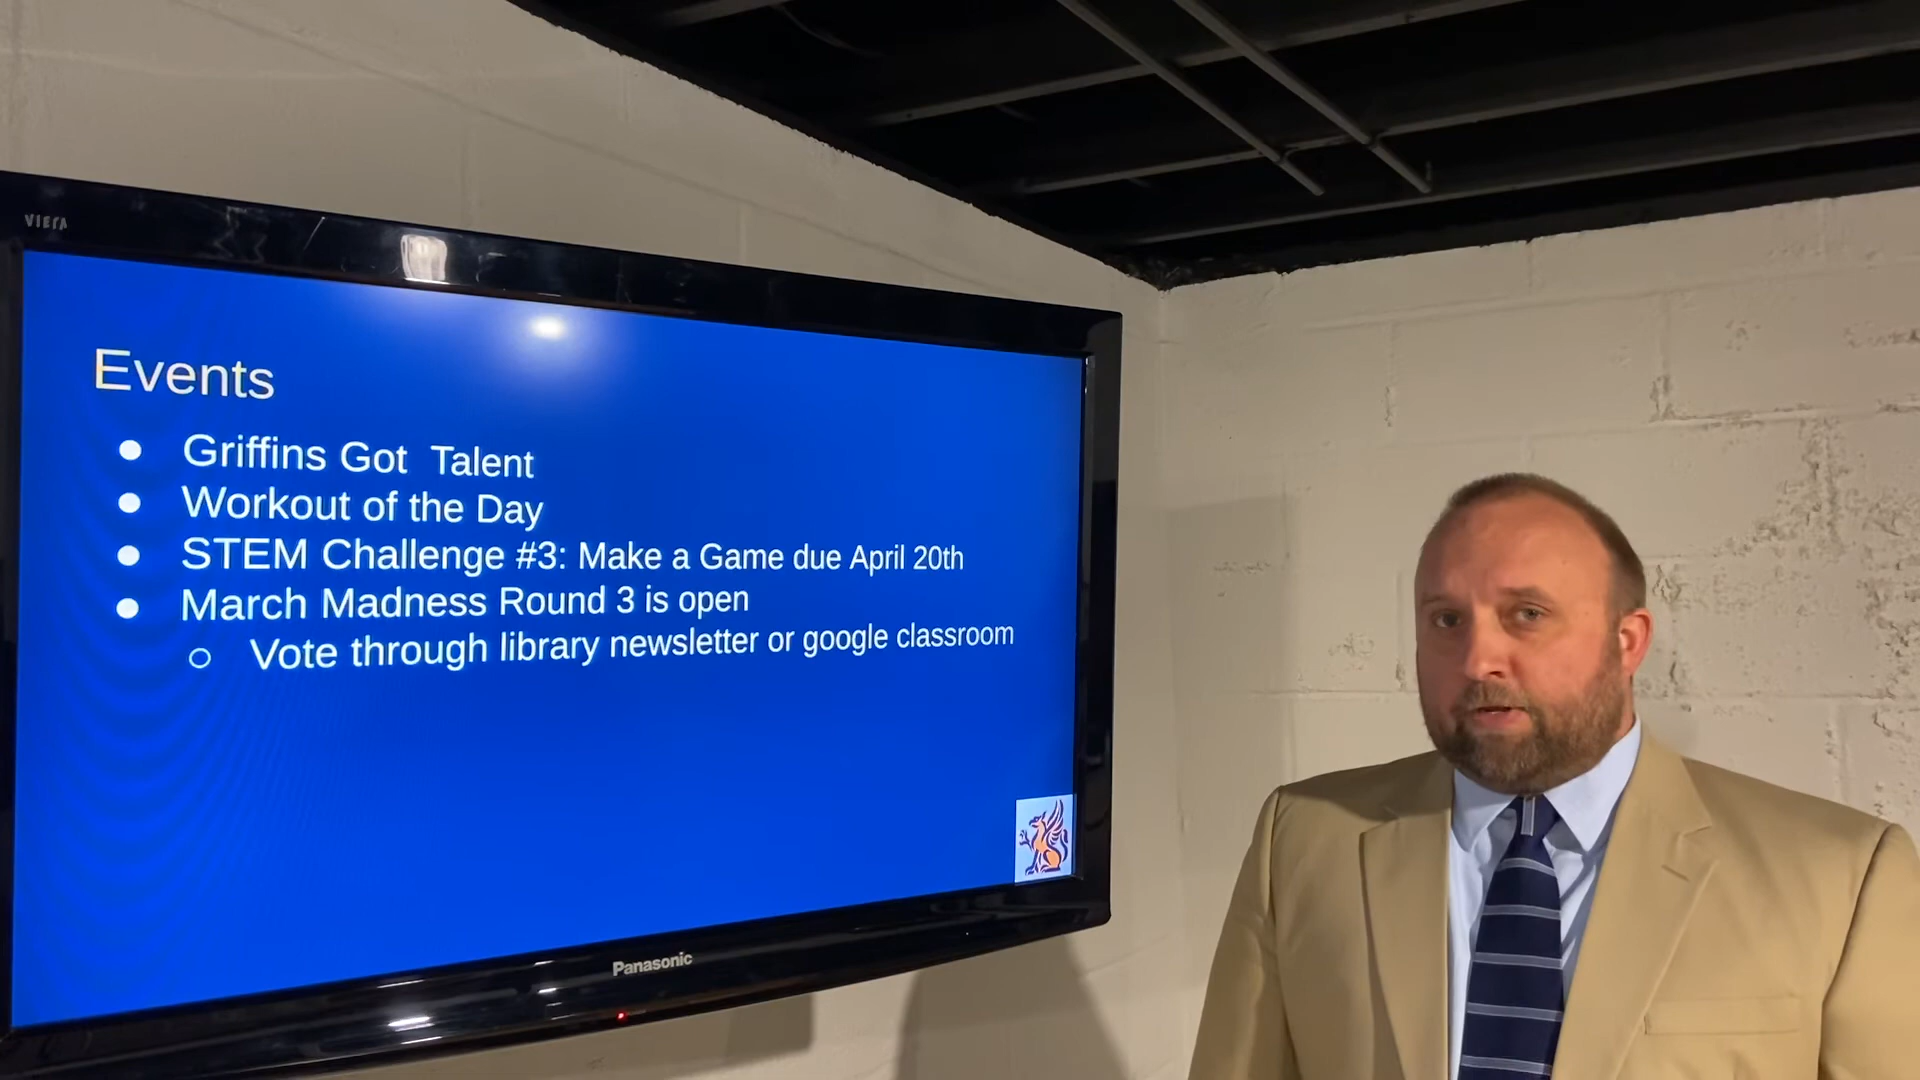 VIERA
Events
Griffins Got Talent
Workout of the Day
STEM Challenge #3: Make a Game due April 20th
March Madness Round 3 is open
Vote through library newsletter or google classroom
Panasonic